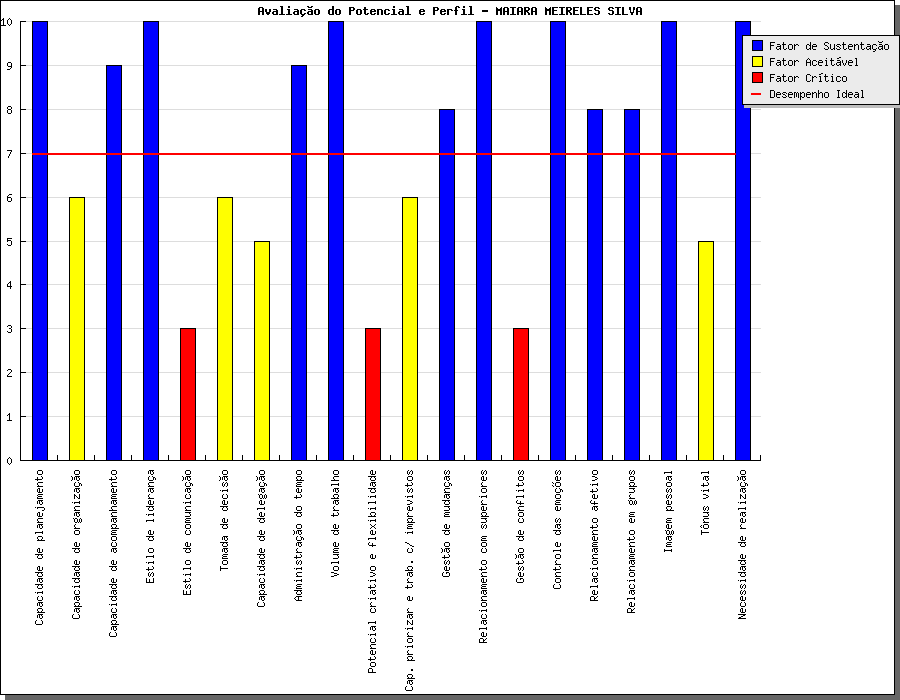 Avaliação do Potencial e Perfil - MAIARA MEIRELES SILVA
Fator de Sustentação
Fator Aceitável
Fator Crítico
Desempenho Ideal
10
9
8
7
6
5
4
3
2
1
0
Capacidade de planejamento
Capacidade de organização
Capacidade de acompanhamento
Estilo de liderança
Estilo de comunicação
Tomada de decisão
Capacidade de delegação
Administração do tempo
Volume de trabalho
Potencial criativo e flexibilidade
Cap. priorizar e trab. c/ imprevistos
Gestão de mudanças
Relacionamento com superiores
Gestão de conflitos
Controle das emoções
Relacionamento afetivo
Relacionamento em grupos
Imagem pessoal
Tônus vital
Necessidade de realização